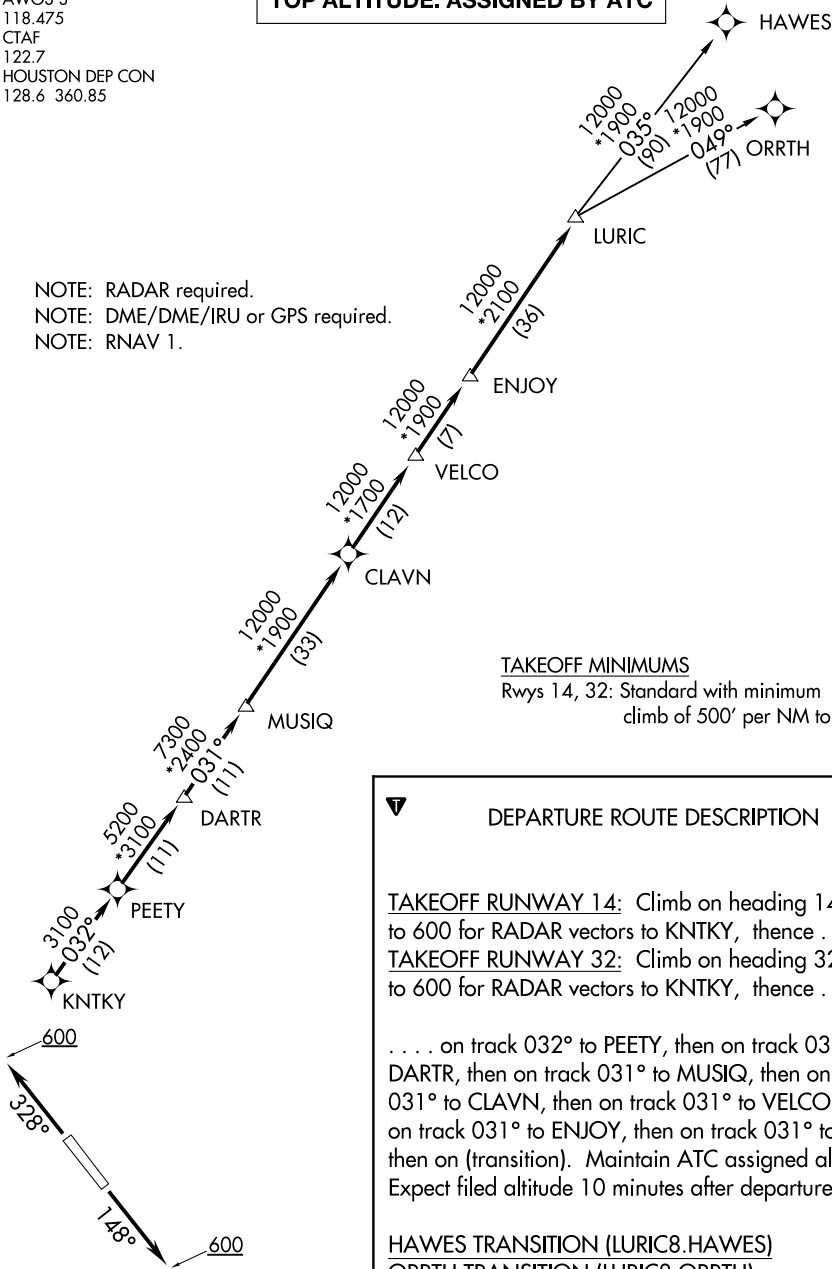 118.475
CTAF
122.7
HOUSTON DEP CON
128.6 360.85
TOP ALTITUDE: ASSIGNED BY ATC
HAWES
12000
*1900
035°
(90)
12000
*1900
049°
(77)
ORRTH
LURIC
NOTE: RADAR required.
NOTE: DME/DME/IRU or GPS required.
NOTE: RNAV 1.
12000
*2100
(36)
ENJOY
12000
*1900
(7)
VELCO
12000
*1700
(12)
CLAVN
12000
*1900
(33)
MUSIQ
7300
*2400
031°
(11)
DARTR
5200
*3100
(11)
PEETY
3100
032°
(12)
KNTKY
600
328°
148°
600
TAKEOFF MINIMUMS
Rwys 14, 32: Standard with minimum
climb of 500' per NM to
T
DEPARTURE ROUTE DESCRIPTION
TAKEOFF RUNWAY 14: Climb on heading 14
to 600 for RADAR vectors to KNTKY, thence .
TAKEOFF RUNWAY 32: Climb on heading 32
to 600 for RADAR vectors to KNTKY, thence .
. . . . on track 032° to PEETY, then on track 03
DARTR, then on track 031° to MUSIQ, then on
031° to CLAVN, then on track 031° to VELCO
on track 031° to ENJOY, then on track 031° to
then on (transition). Maintain ATC assigned al
Expect filed altitude 10 minutes after departure
HAWES TRANSITION (LURIC8.HAWES)